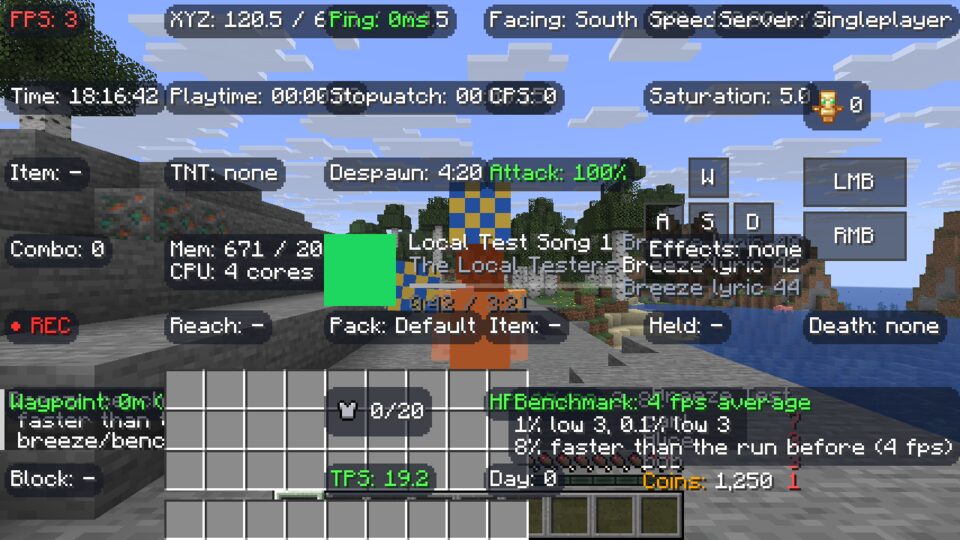 FPS: 3
XYZ: 120.5 / 6
Ping: 0ms
5
Facing: South
Speed
Server: Singleplayer
Time: 18:16:42
Playtime: 00:00
Stopwatch: 00
CPS: 0
Saturation: 5.0
0
Item: -
TNT: none
Despawn: 4:20
Attack: 100%
W
LMB
A S D
RMB
Combo: 0
Mem: 671 / 20
CPU: 4 cores
Local Test Song 1
The Local Testers
0:42 / 3:21
Effects: none
Breeze lyric 42
Breeze lyric 44
REC
Reach: -
Pack: Default
Item: -
Held: -
Death: none
Waypoint: 0m
faster than
breeze/benc
0/20
Benchmark: 4 fps average
1% low 3, 0.1% low 3
8% faster than the run before (4 fps)
Block: -
TPS: 19.2
Day: 0
Coins: 1,250
1